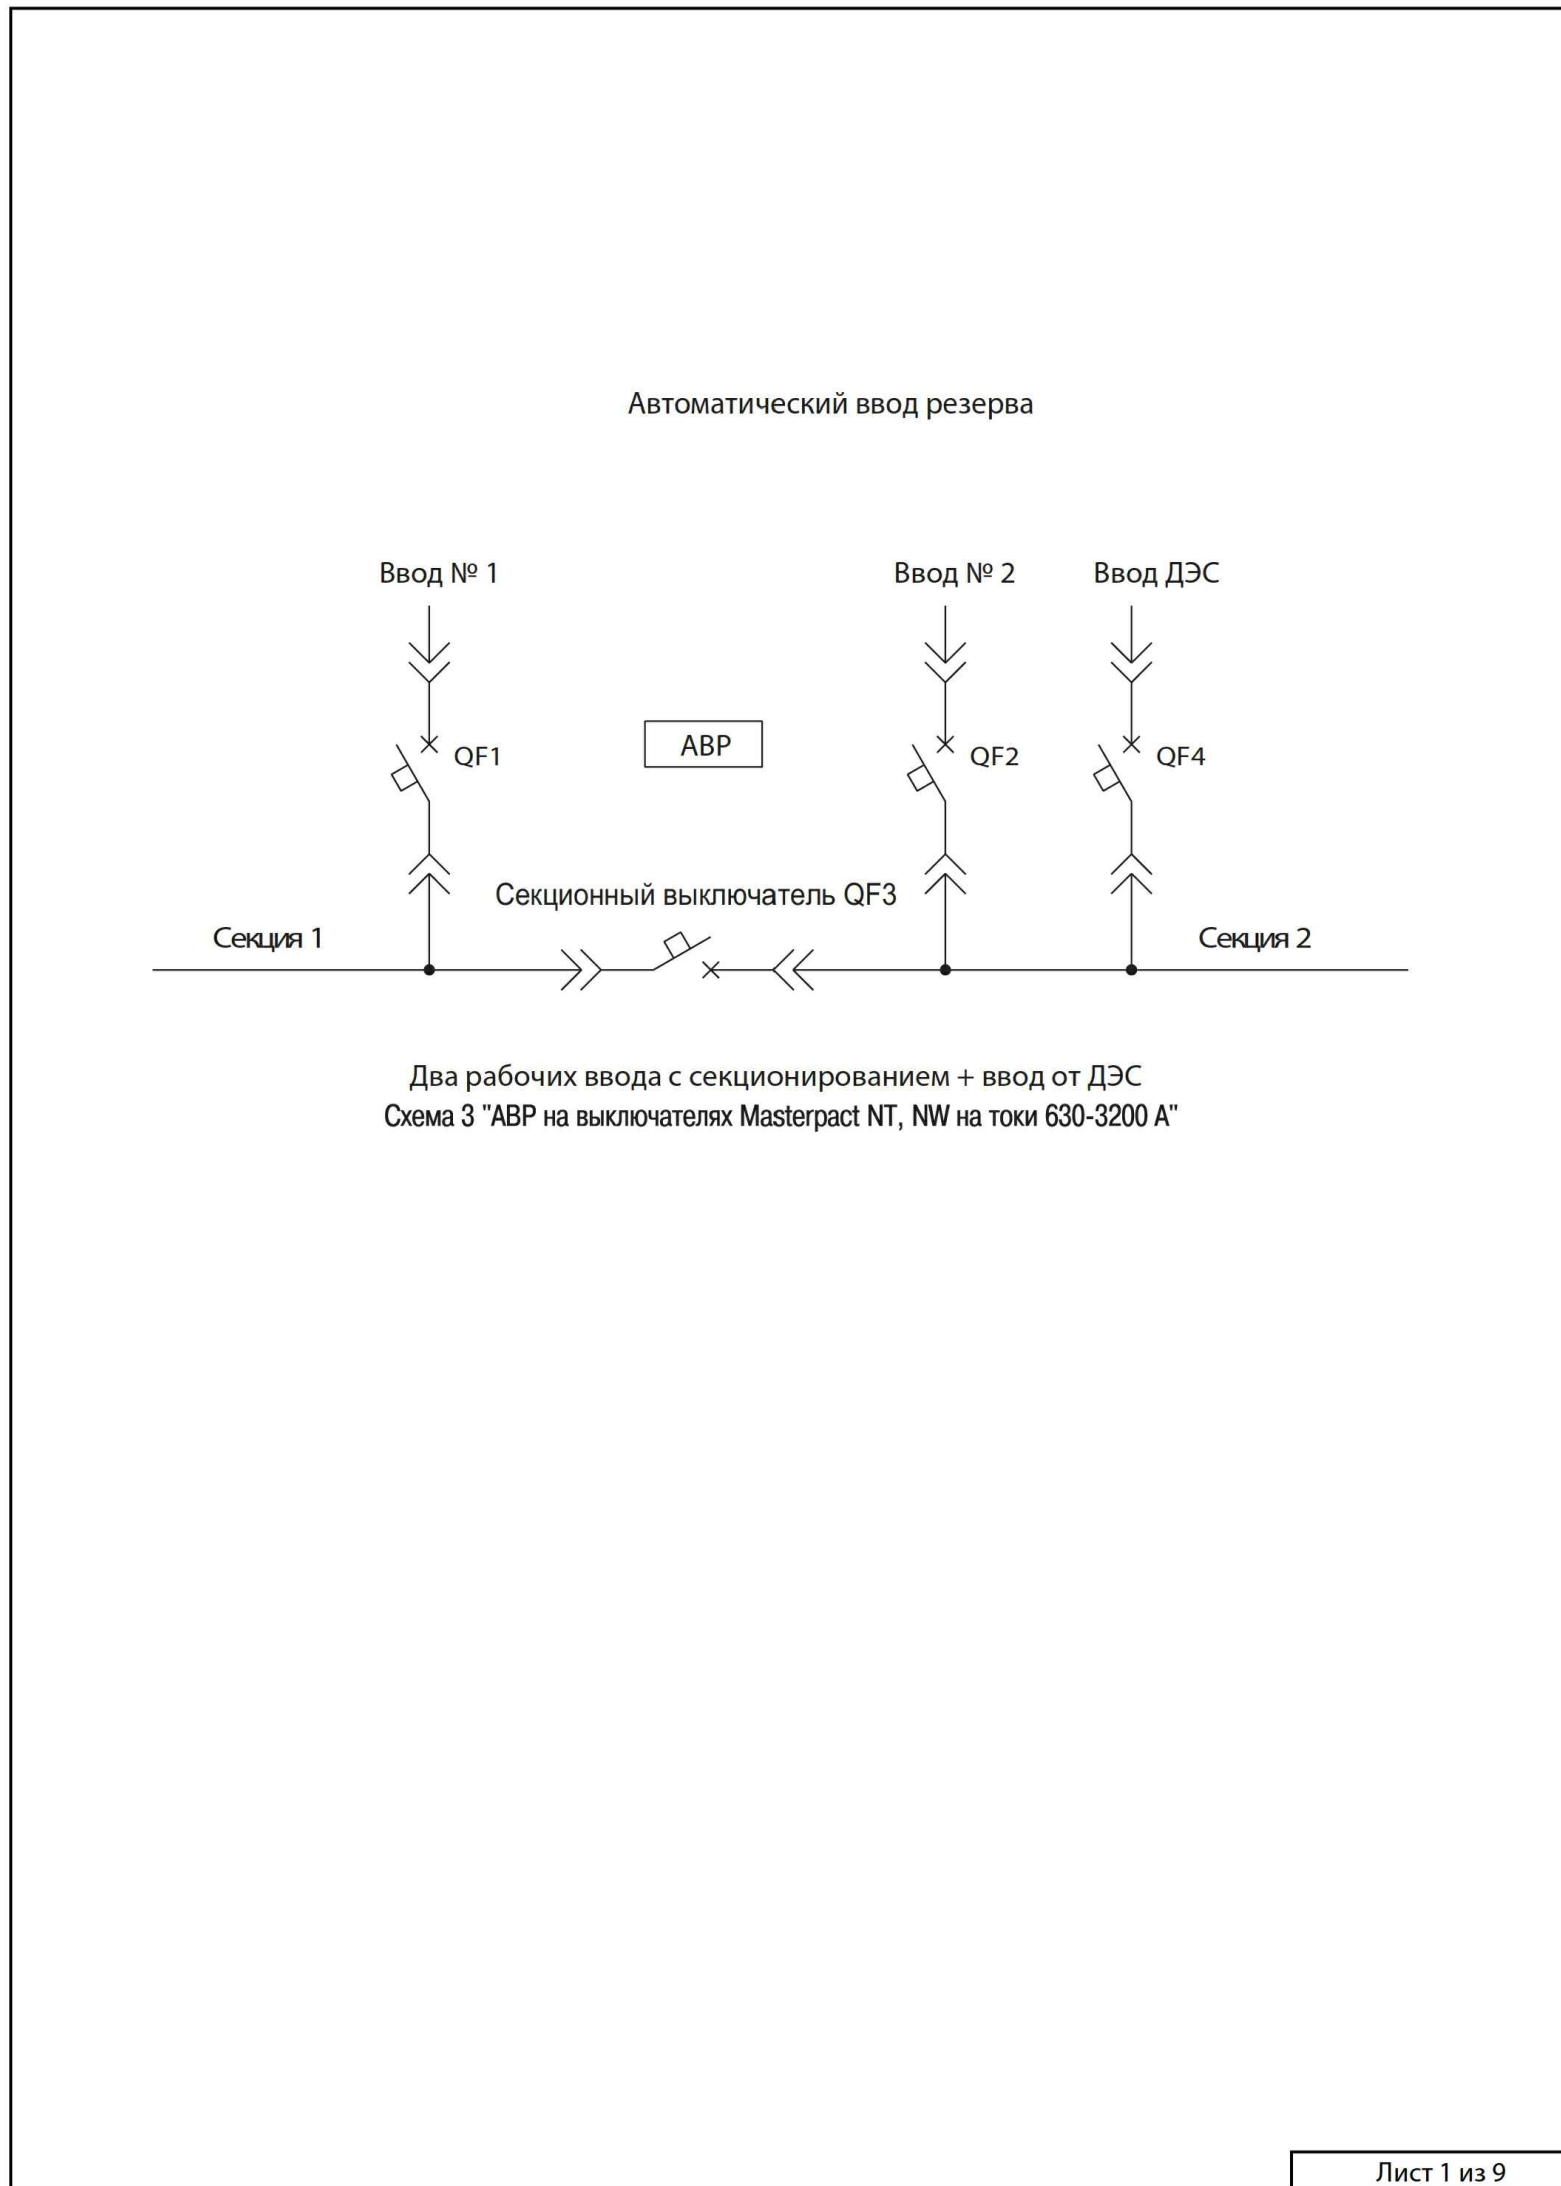 Автоматический ввод резерва
Ввод № 1
Ввод № 2
Ввод ДЭС
QF1
АВР
QF2
QF4
Секционный выключатель QF3
Секция 1
Секция 2
Два рабочих ввода с секционированием + ввод от ДЭС
Схема 3 "АВР на выключателях Masterpact NT, NW на токи 630-3200 А"
Лист 1 из 9